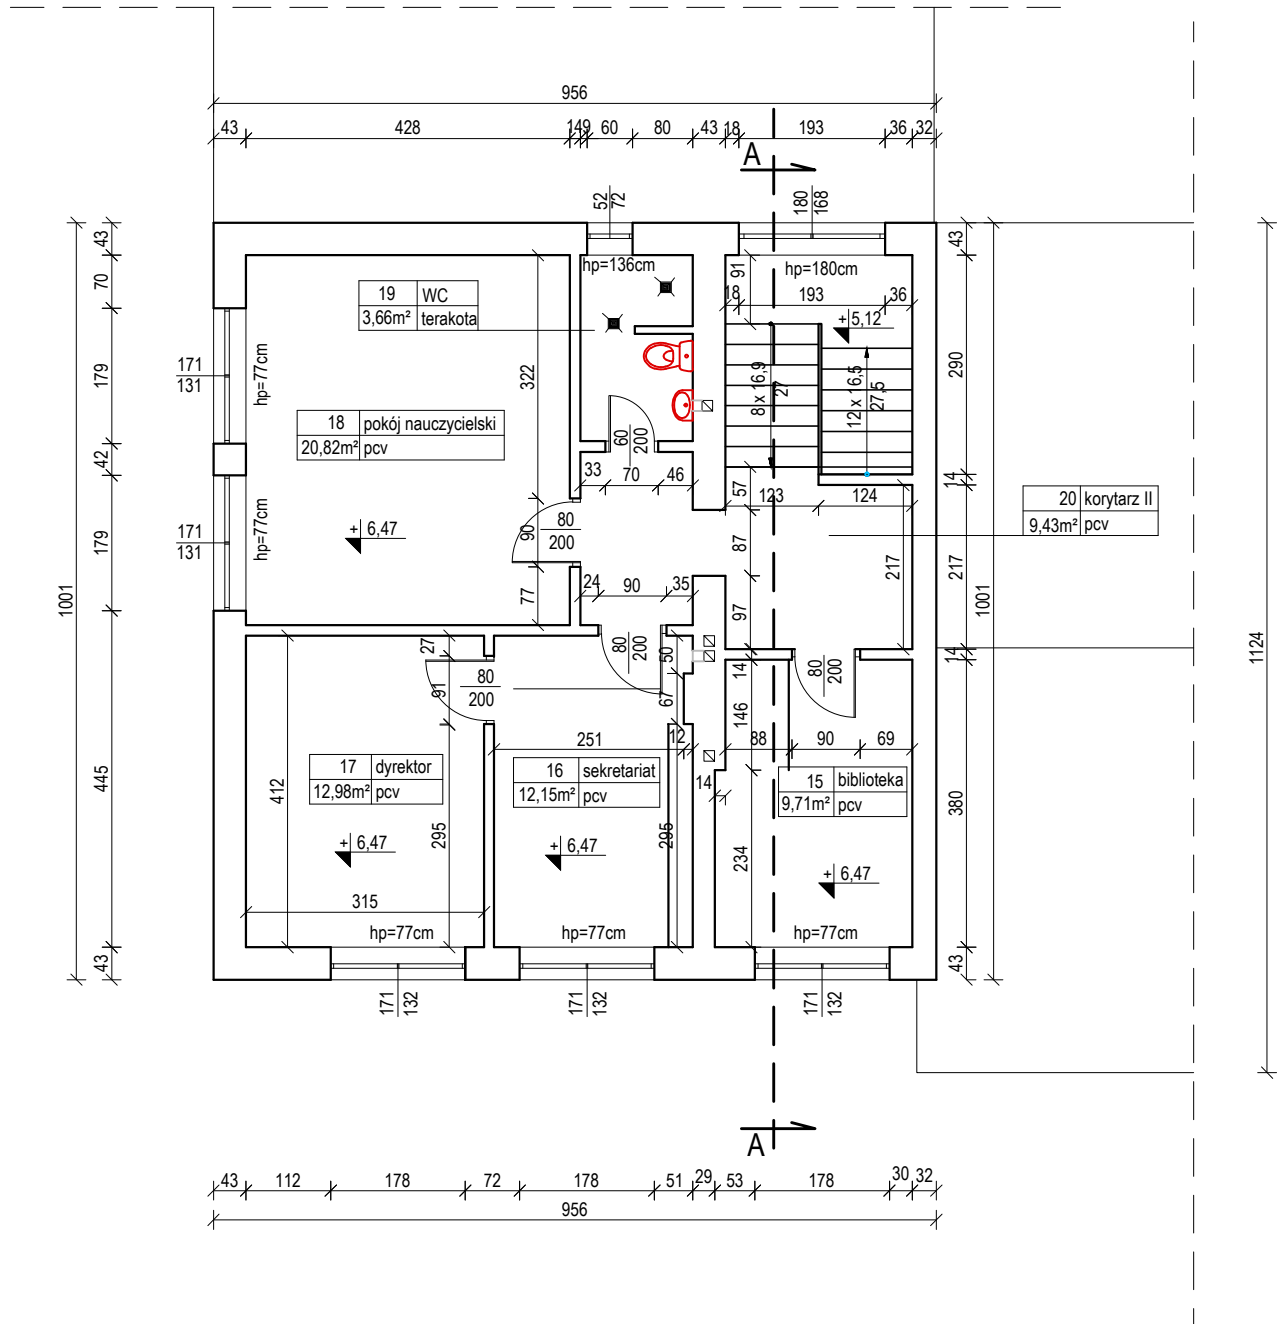 956
43 428 14 9 60 80 43 18 193 36 32
A
52
72
180
168
hp=136cm
hp=180cm
43
70
179
42
179
445
43
1001
171
131
171
131
hp=77cm
hp=77cm
19 WC
3,66m² terakota
18 pokój nauczycielski
20,82m² pcv
+ 6,47
322
90
77
80
200
60
200
33 70 46
24 90 35
80
200
91
18 193 36
+ 5,12
8 x 16,9
27
12 x 16,5
27,5
57
123 124
87
97
217
20 korytarz II
9,43m² pcv
43
290
14
217
14
380
43
1001
1124
27
91
80
200
50
67
12
251
14
146
80
200
88 90 69
14
234
17 dyrektor
12,98m² pcv
16 sekretariat
12,15m² pcv
15 biblioteka
9,71m² pcv
412
295
295
+ 6,47
+ 6,47
+ 6,47
315
hp=77cm
hp=77cm
hp=77cm
171
132
171
132
171
132
A
43 112 178 72 178 51 29 53 178 30 32
956